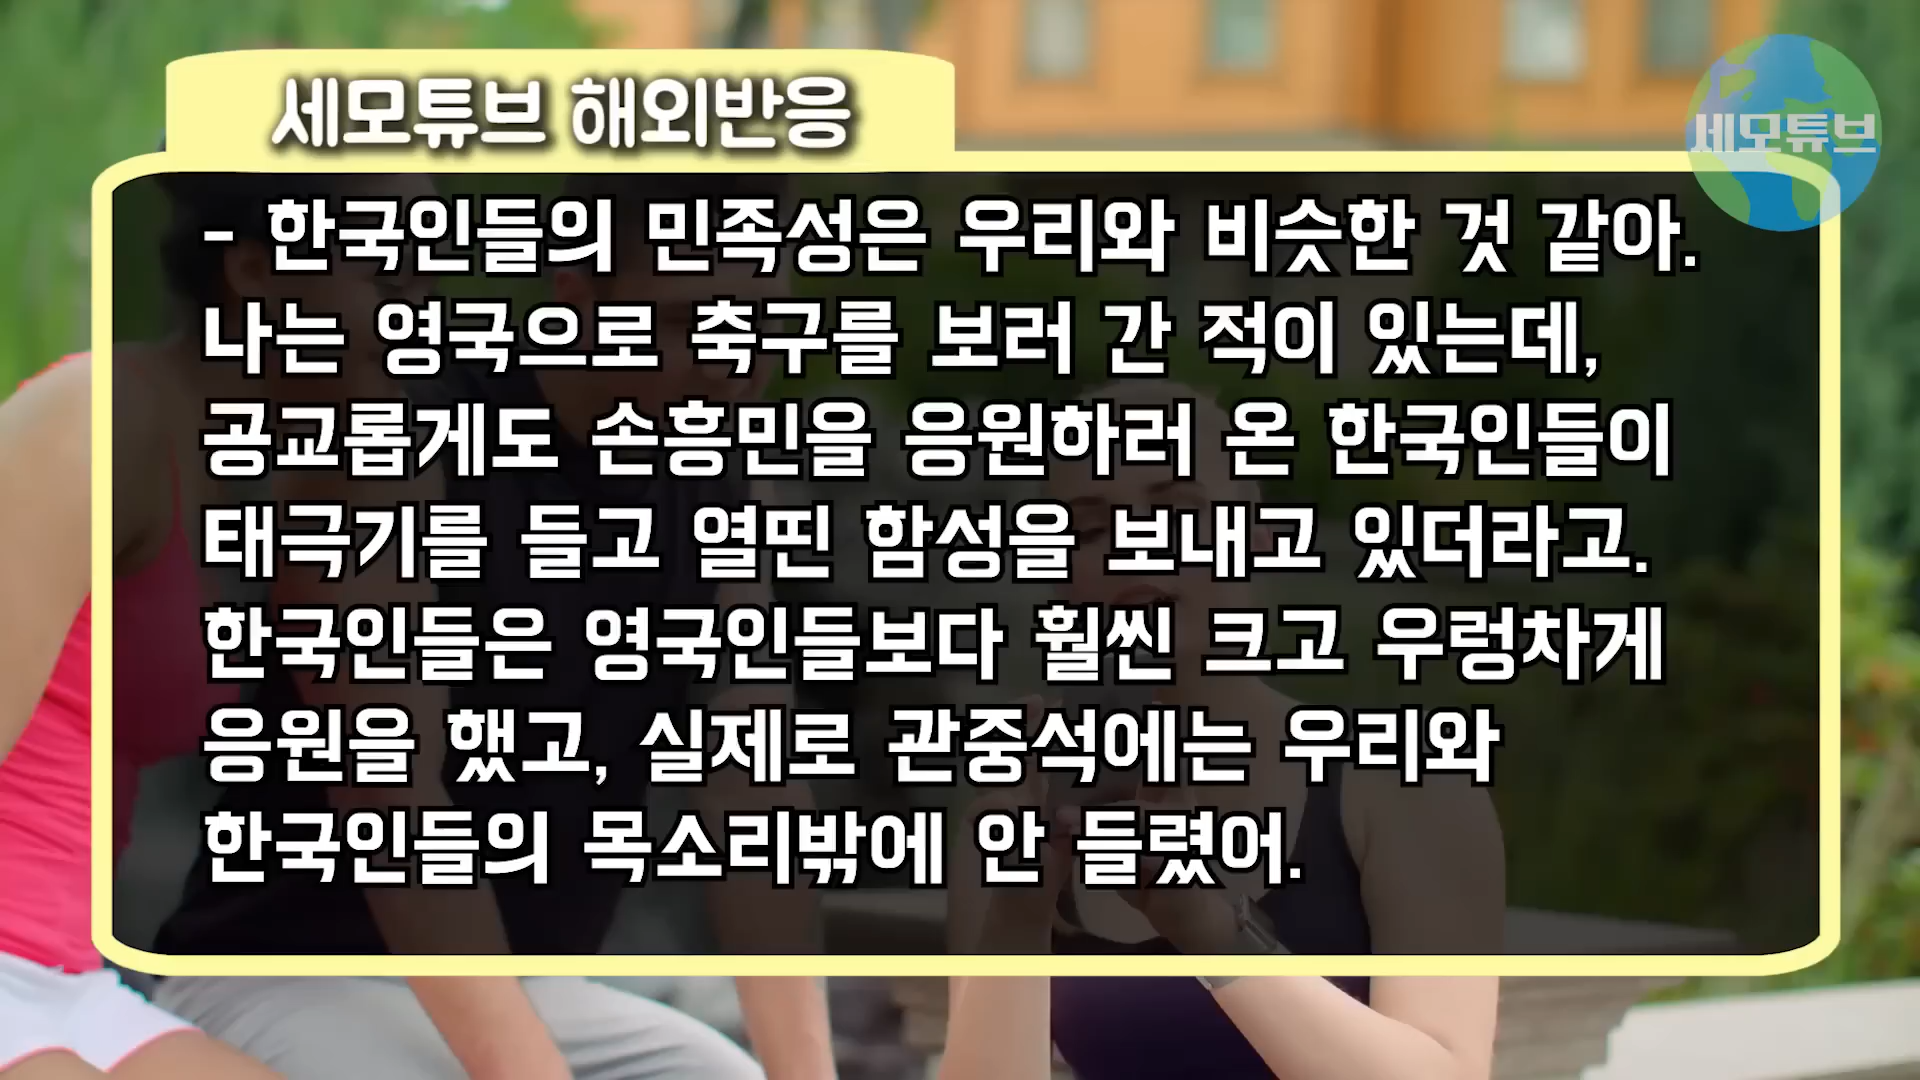 세모튜브 해외반응
세모튜브
- 한국인들의 민족성은 우리와 비슷한 것 같아.
나는 영국으로 축구를 보러 간 적이 있는데,
공교롭게도 손흥민을 응원하러 온 한국인들이
태극기를 들고 열띤 함성을 보내고 있더라고.
한국인들은 영국인들보다 훨씬 크고 우렁차게
응원을 했고, 실제로 관중석에는 우리와
한국인들의 목소리밖에 안 들렸어.